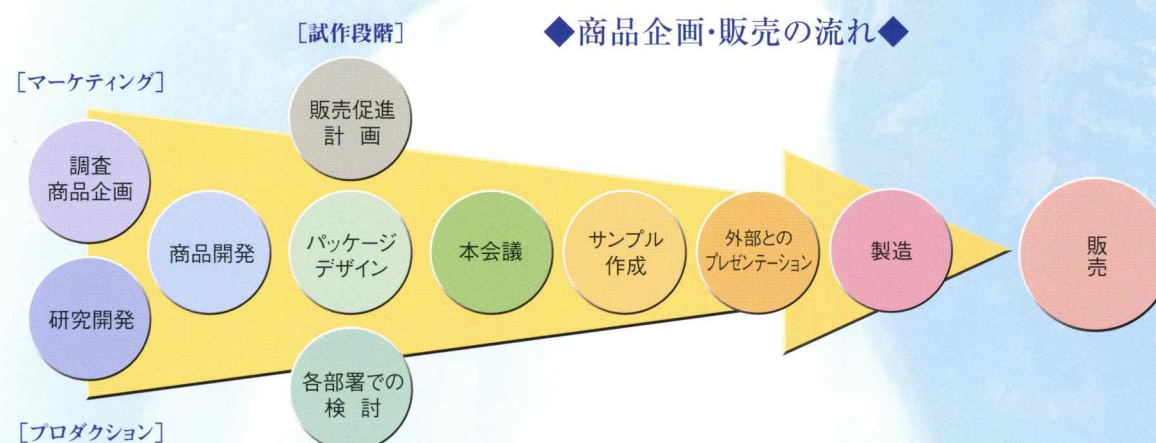 ◆商品企画・販売の流れ◆
［試作段階］
［マーケティング］
販売促進
計 画
調査
商品企画
商品開発
パッケージ
デザイン
本会議
サンプル
作成
外部との
プレゼンテーション
製造
販
売
研究開発
各部署での
検 討
［プロダクション］